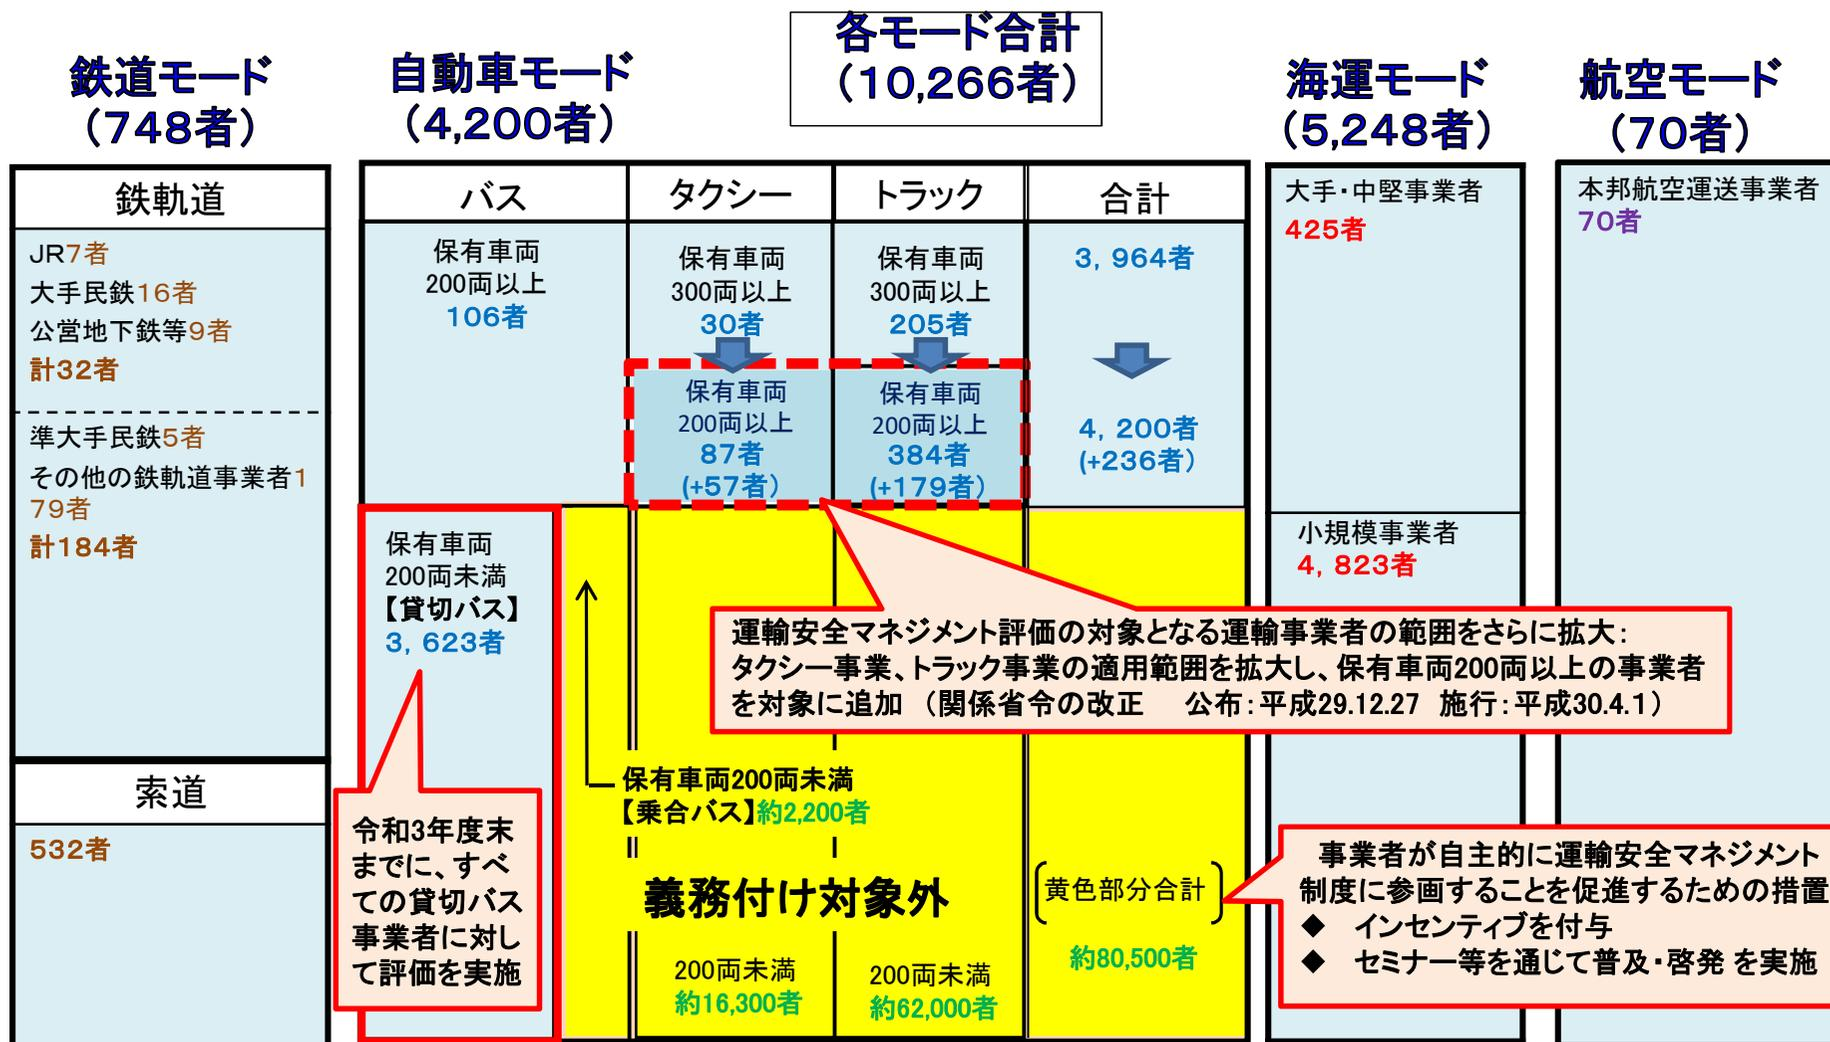 各モード合計
（10,266者）
鉄道モード
（748者）
自動車モード
（4,200者）
海運モード
（5,248者）
航空モード
（70者）
鉄軌道
JR7者
大手民鉄16者
公営地下鉄等9者
計32者
準大手民鉄5者
その他の鉄軌道事業者1
79者
計184者
索道
532者
バス
タクシー
トラック
合計
保有車両
200両以上
106者
保有車両
300両以上
30者
保有車両
300両以上
205者
3，964者
保有車両
200両以上
87者
(+57者）
保有車両
200両以上
384者
(+179者）
4，200者
(+236者）
保有車両
200両未満
【貸切バス】
3，623者
令和3年度末
までに、すべ
ての貸切バス
事業者に対し
て評価を実施
運輸安全マネジメント評価の対象となる運輸事業者の範囲をさらに拡大：
タクシー事業、トラック事業の適用範囲を拡大し、保有車両200両以上の事業者
を対象に追加 （関係省令の改正 公布：平成29.12.27 施行：平成30.4.1）
保有車両200両未満
【乗合バス】約2,200者
義務付け対象外
200両未満
約16,300者
200両未満
約62,000者
黄色部分合計
約80,500者
大手・中堅事業者
425者
小規模事業者
4，823者
本邦航空運送事業者
70者
事業者が自主的に運輸安全マネジメント
制度に参画することを促進するための措置
◆ インセンティブを付与
◆ セミナー等を通じて普及・啓発 を実施